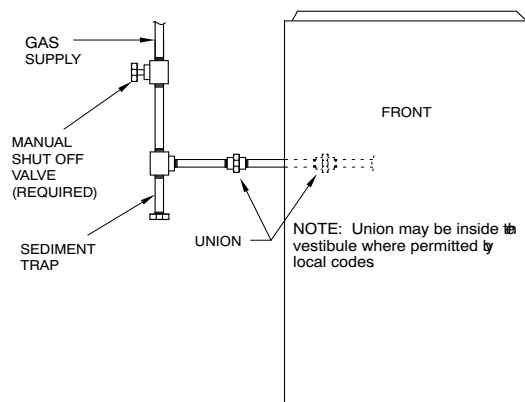 GAS
SUPPLY
FRONT
MANUAL
SHUT OFF
VALVE
(REQUIRED)
SEDIMENT
TRAP
UNION
NOTE: Union may be inside the
vestibule where permitted by
local codes.